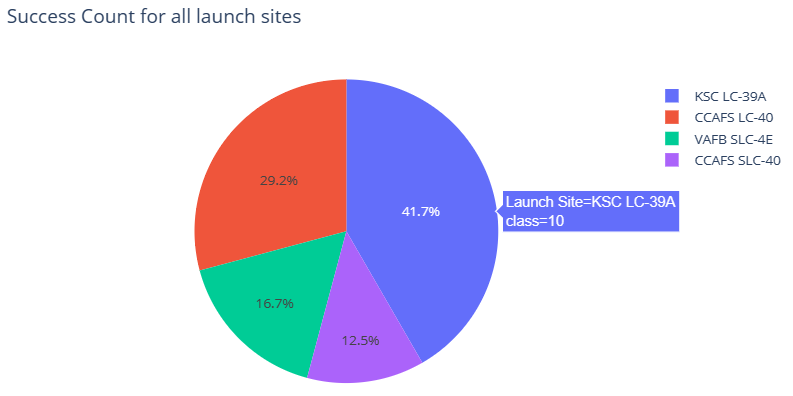 Success Count for all launch sites
KSC LC-39A
CCAFS LC-40
VAFB SLC-4E
CCAFS SLC-40
29.2%
41.7%
Launch Site=KSC LC-39A
class=10
16.7%
12.5%